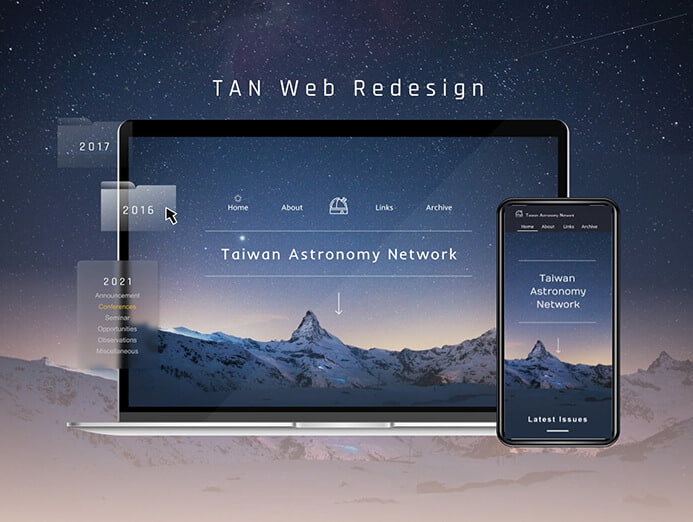 TAN Web Redesign
2017
2016
2021
Announcement
Conferences
Seminar
Opportunities
Observations
Miscellaneous
Home About Links Archive
Taiwan Astronomy Network
Taiwan Astronomy Network
Home About Links Archive
Taiwan
Astronomy
Network
Latest Issues